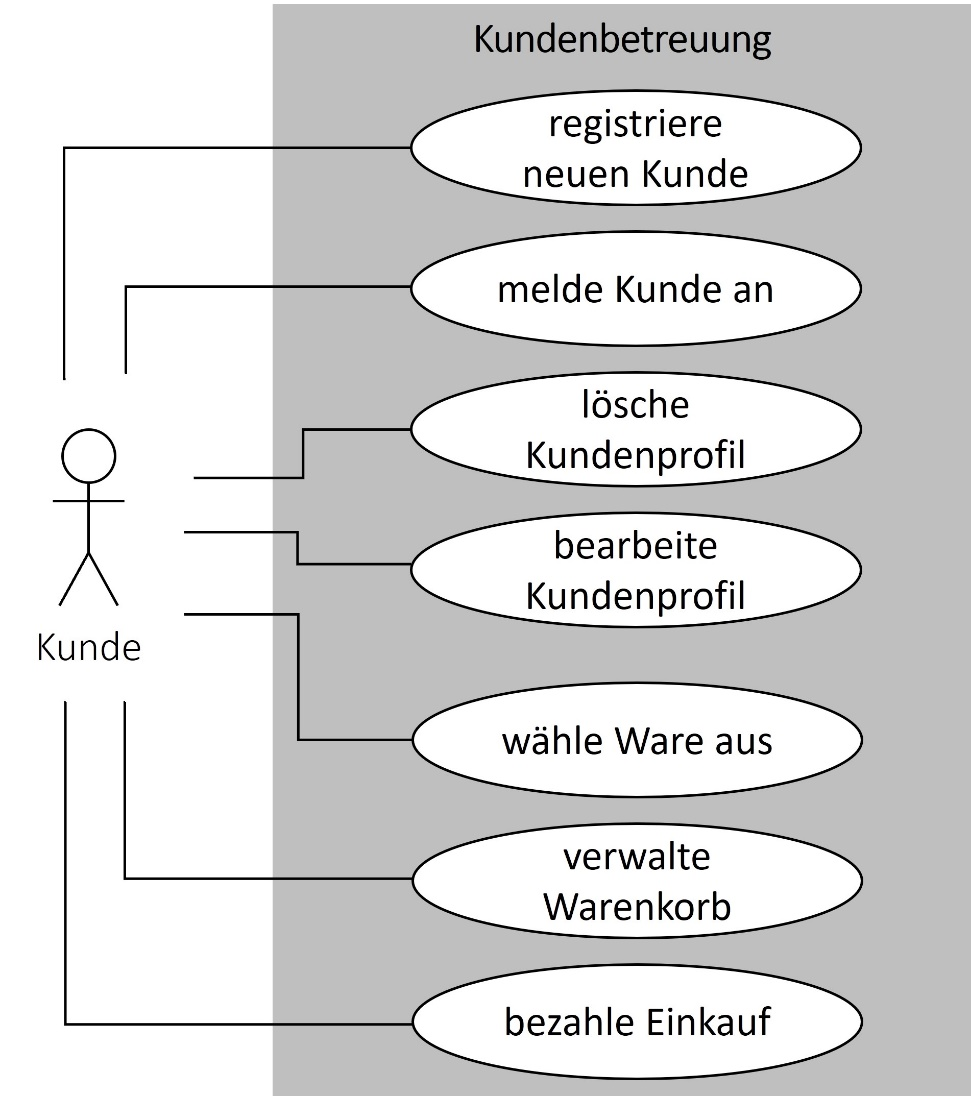 Kundenbetreuung
registriere
neuen Kunde
melde Kunde an
lösche
Kundenprofil
bearbeite
Kundenprofil
Kunde
wähle Ware aus
verwalte
Warenkorb
bezahle Einkauf